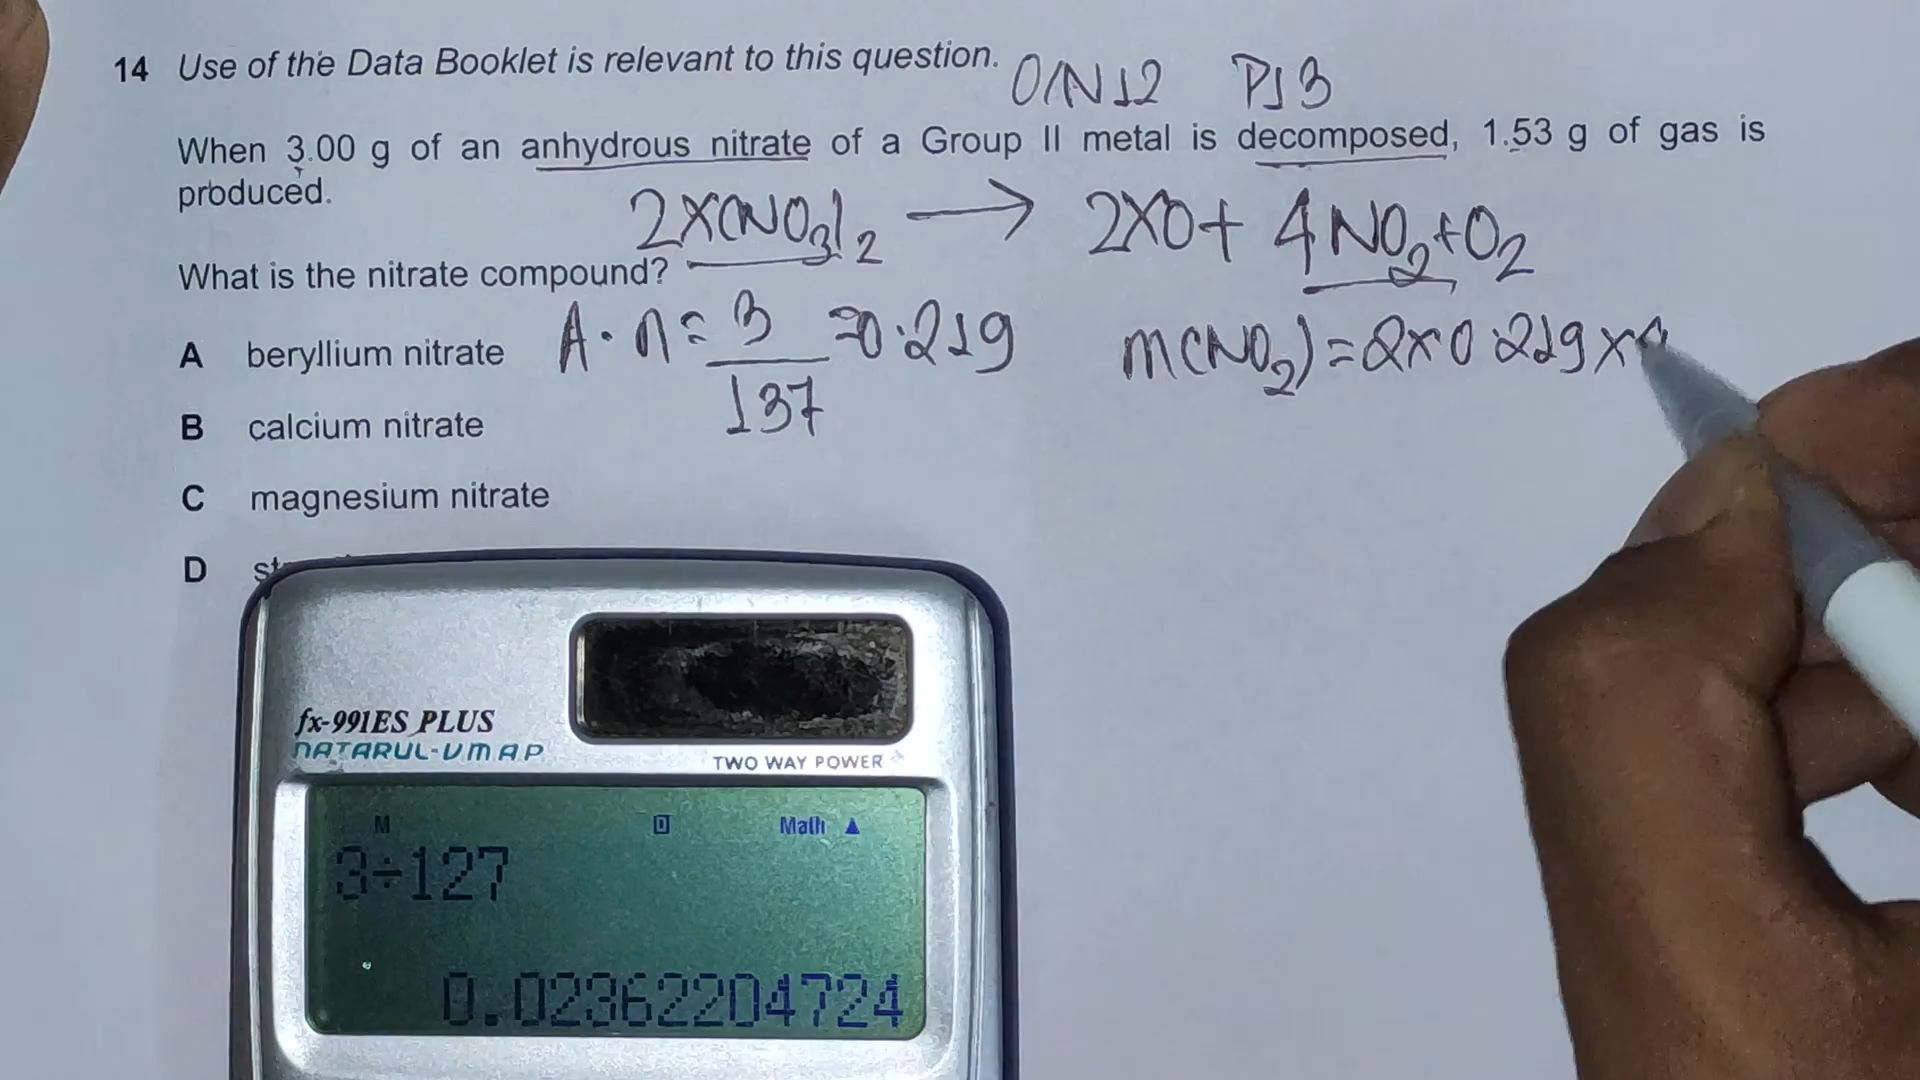 14 Use of the Data Booklet is relevant to this question. O/N12 P13
When 3.00 g of an anhydrous nitrate of a Group II metal is decomposed, 1.53 g of gas is
produced.
2X(NO3)2 → 2XO + 4NO2 + O2
What is the nitrate compound?
A beryllium nitrate
A. n = 3/137 = 0.219
m(NO2) = 2 × 0.219 ×
B calcium nitrate
C magnesium nitrate
D
fx-991ES PLUS
NATURAL-V.P.A.M.
TWO WAY POWER
M D Math ▲
3÷127
0.02362204724